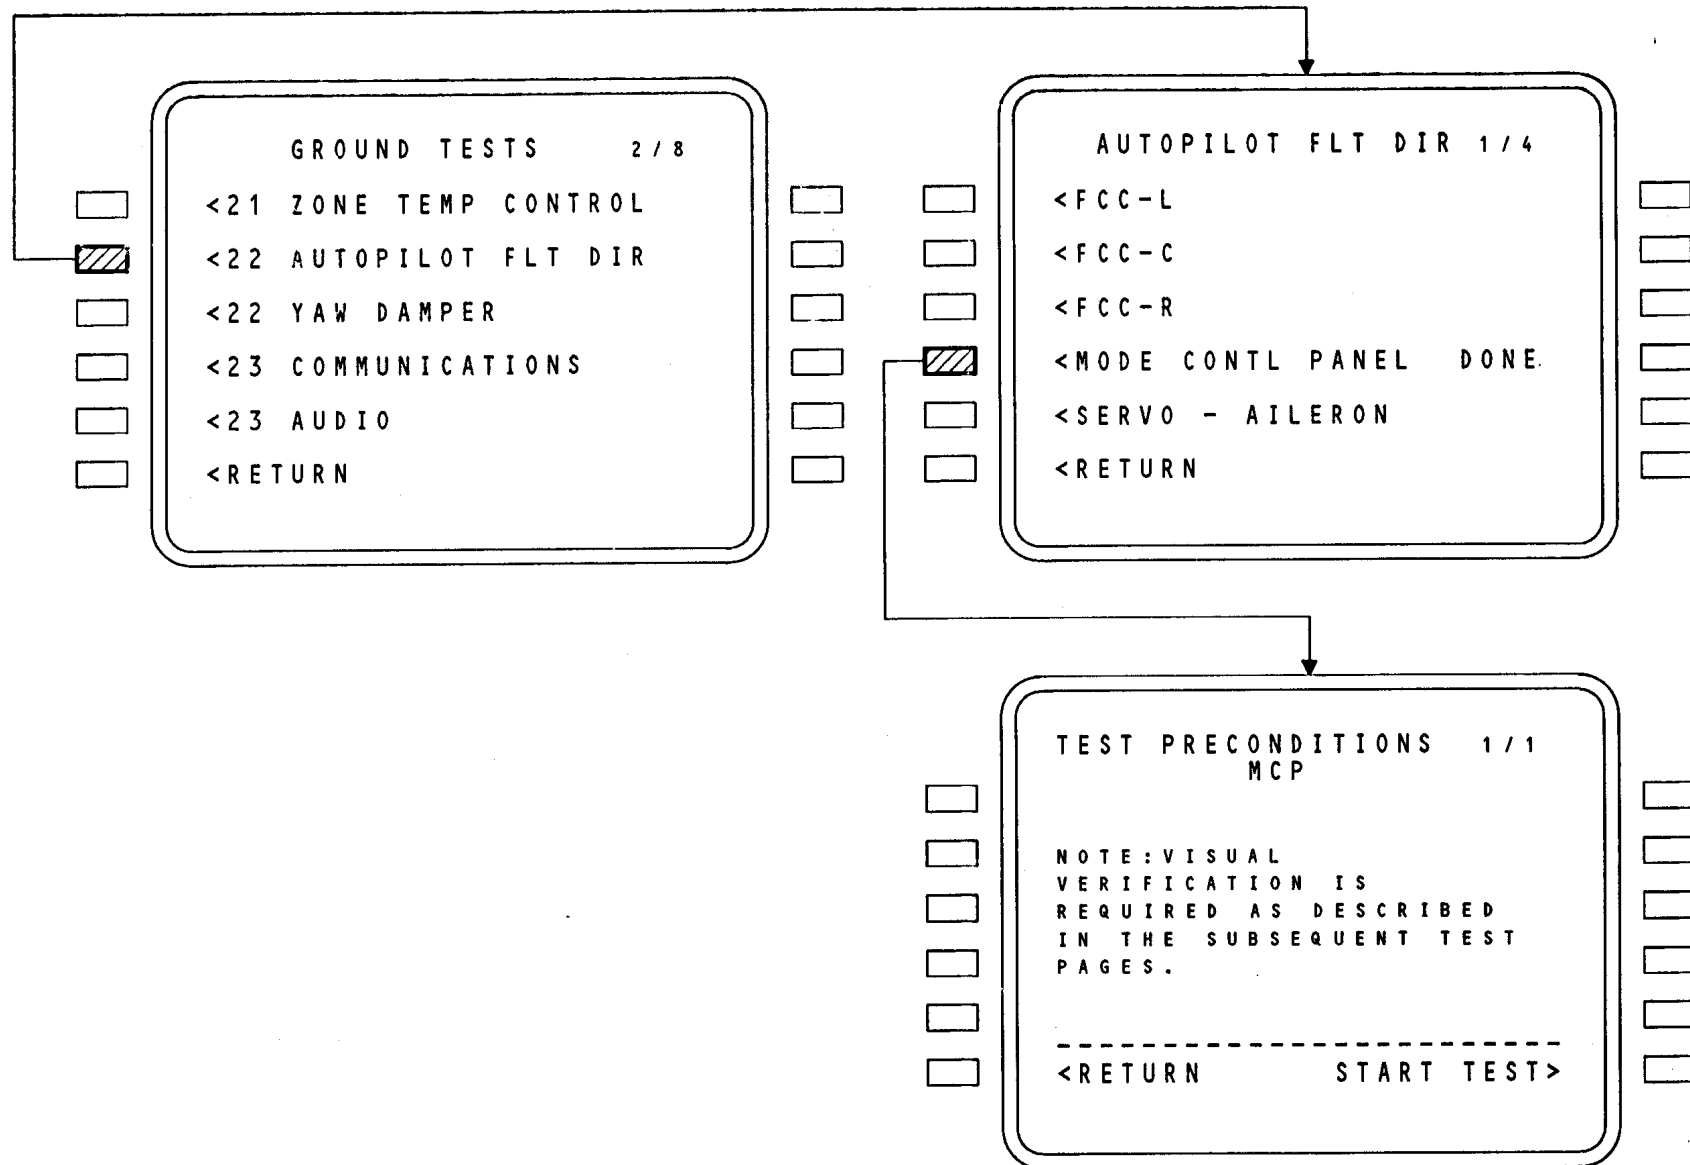 GROUND TESTS 2/8
<21 ZONE TEMP CONTROL
<22 AUTOPILOT FLT DIR
<22 YAW DAMPER
<23 COMMUNICATIONS
<23 AUDIO
<RETURN
AUTOPILOT FLT DIR 1/4
<FCC-L
<FCC-C
<FCC-R
<MODE CONTL PANEL DONE
<SERVO - AILERON
<RETURN
TEST PRECONDITIONS 1/1
MCP
NOTE:VISUAL
VERIFICATION IS
REQUIRED AS DESCRIBED
IN THE SUBSEQUENT TEST
PAGES.
<RETURN START TEST>